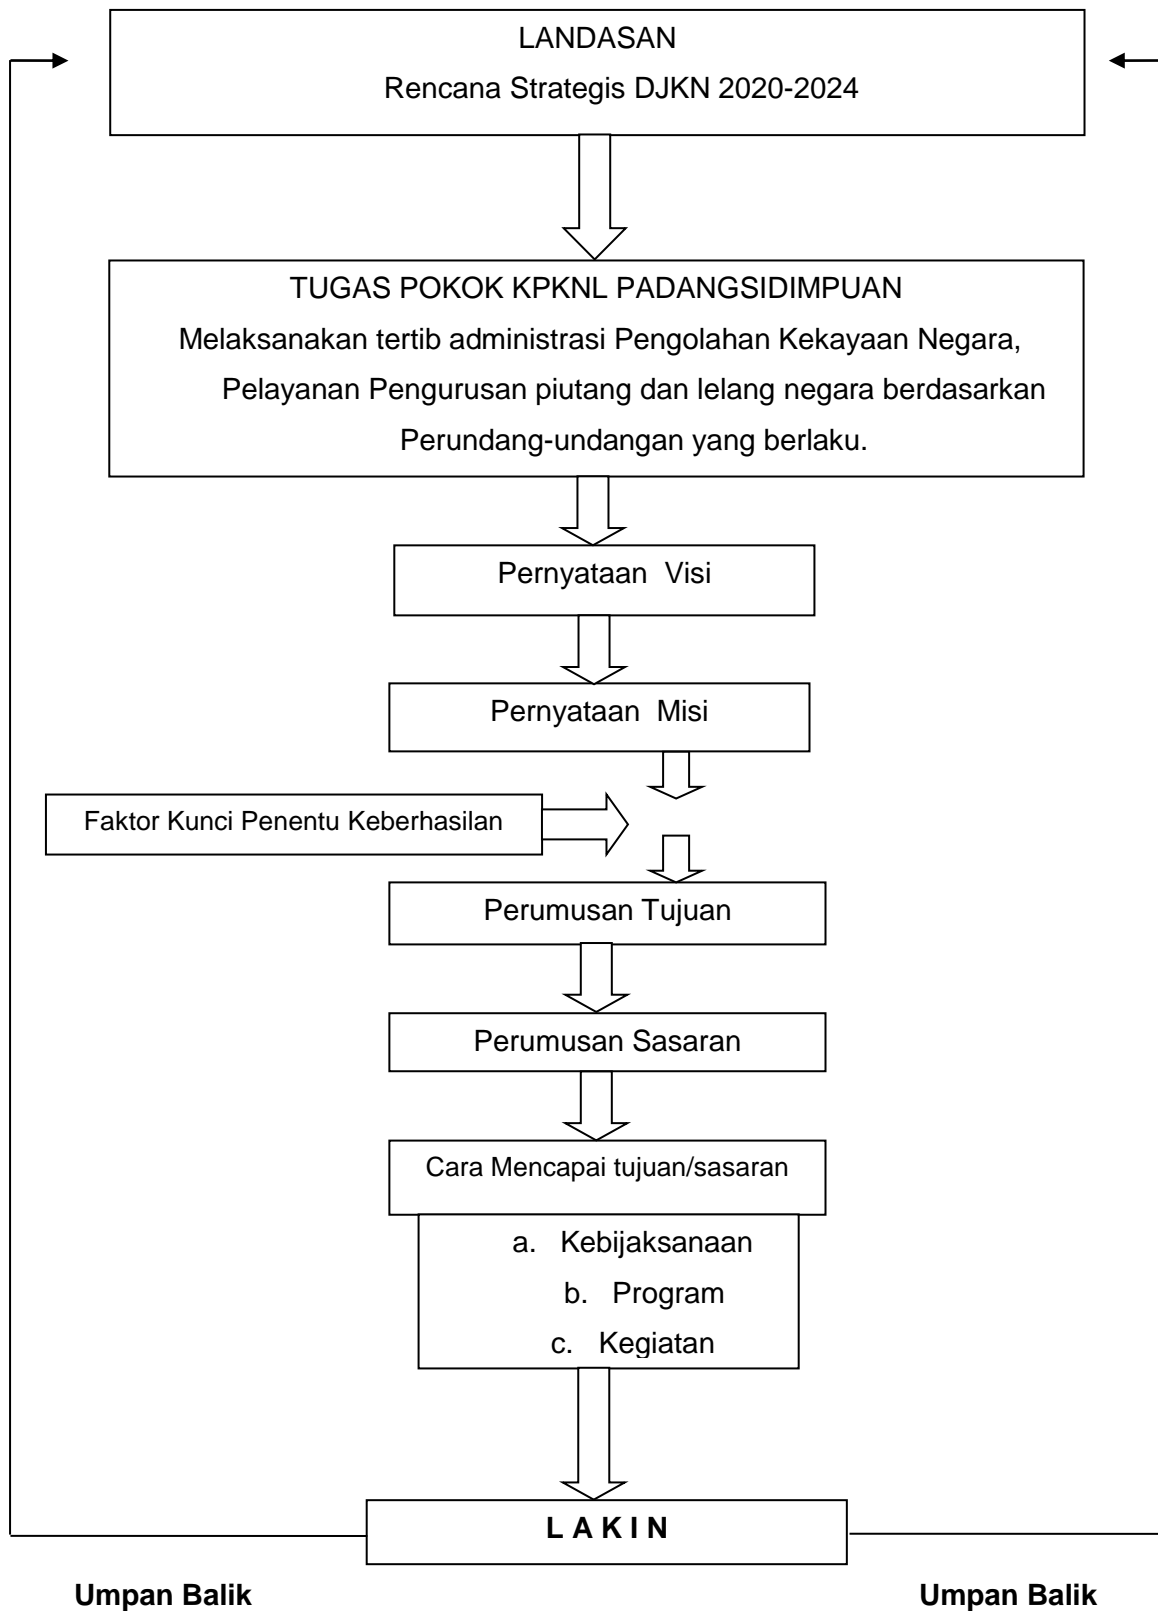 LANDASAN
Rencana Strategis DJKN 2020-2024
TUGAS POKOK KPKNL PADANGSIDIMPUAN
Melaksanakan tertib administrasi Pengolahan Kekayaan Negara,
Pelayanan Pengurusan piutang dan lelang negara berdasarkan
Perundang-undangan yang berlaku.
Pernyataan Visi
Pernyataan Misi
Faktor Kunci Penentu Keberhasilan
Perumusan Tujuan
Perumusan Sasaran
Cara Mencapai tujuan/sasaran
a. Kebijaksanaan
b. Program
c. Kegiatan
L A K I N
Umpan Balik
Umpan Balik